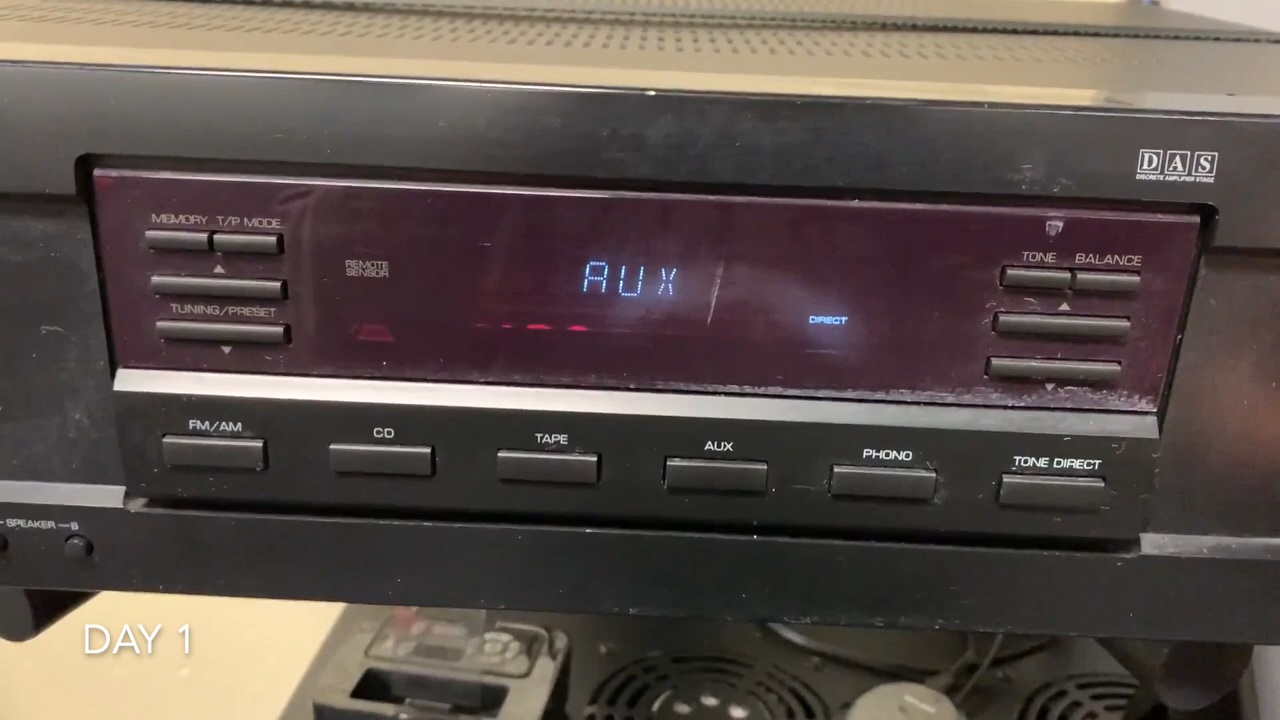 DAS
DISCRETE AMPLIFIER STAGE
MEMORY T/P MODE
REMOTE
SENSOR
TUNING/PRESET
AUX
DIRECT
TONE BALANCE
FM/AM
CD
TAPE
AUX
PHONO
TONE DIRECT
SPEAKER B
DAY 1